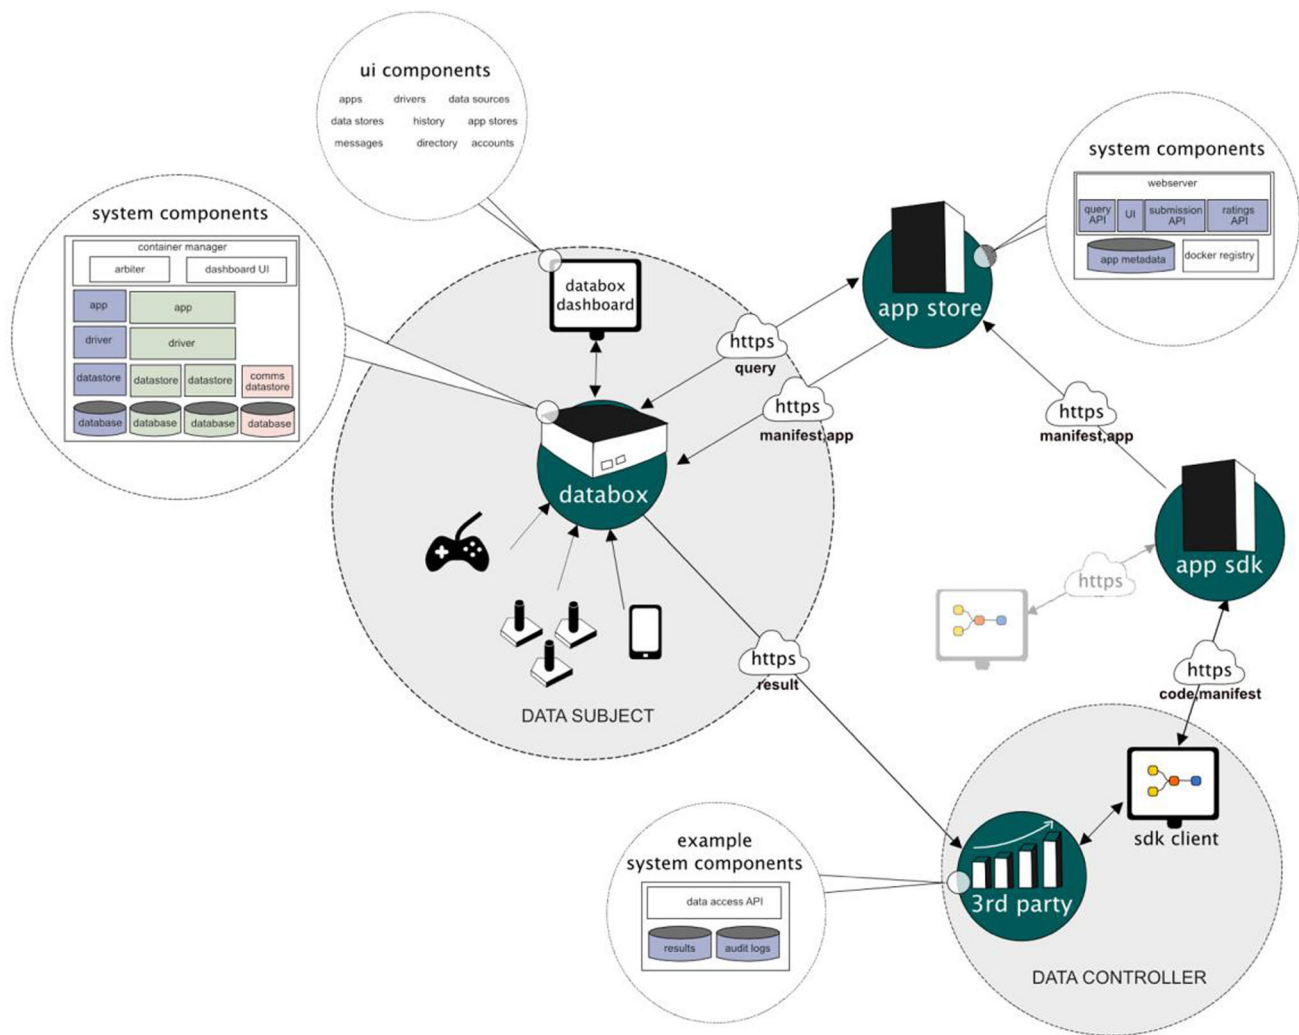 ui components
apps drivers data sources
data stores history app stores
messages directory accounts
system components
container manager
arbiter dashboard UI
app app
driver driver
datastore datastore datastore comms
datastore
database database database database
databox
dashboard
system components
webserver
query
API UI submission
API ratings
API
app metadata docker registry
app store
https
query
https
manifest,app
https
manifest,app
databox
app sdk
https
https
result
https
code,manifest
DATA SUBJECT
sdk client
example
system components
data access API
results audit logs
3rd party
DATA CONTROLLER